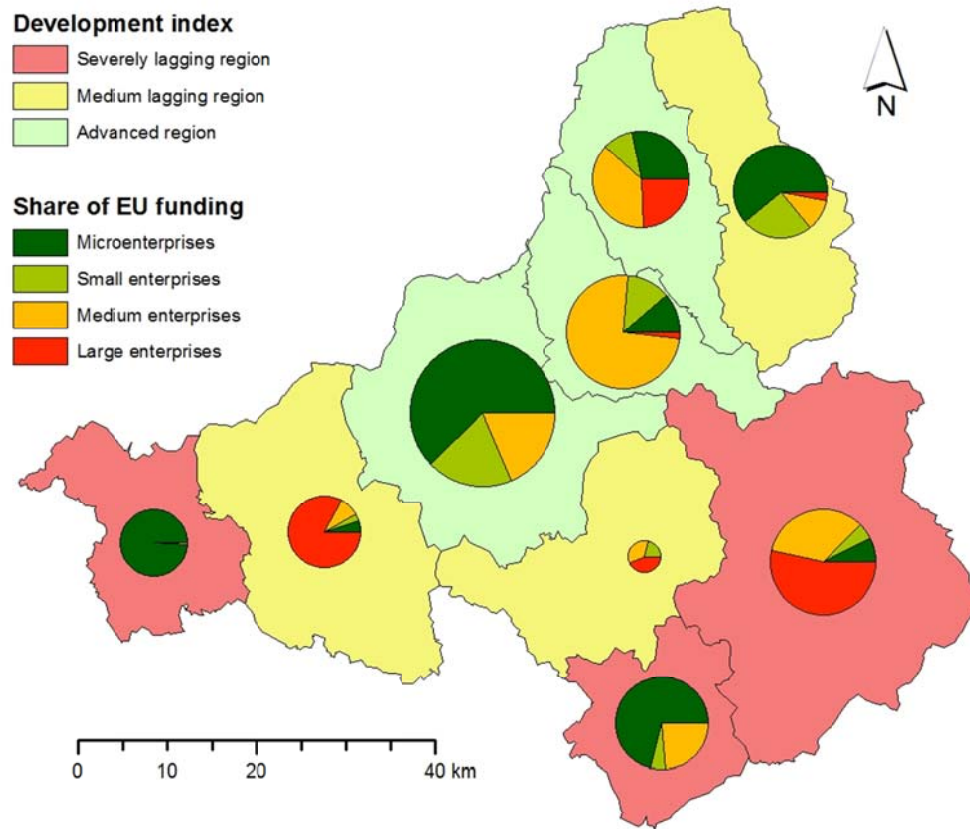 Development index
Severely lagging region
Medium lagging region
Advanced region
Share of EU funding
Microenterprises
Small enterprises
Medium enterprises
Large enterprises
N
0 20 40 km